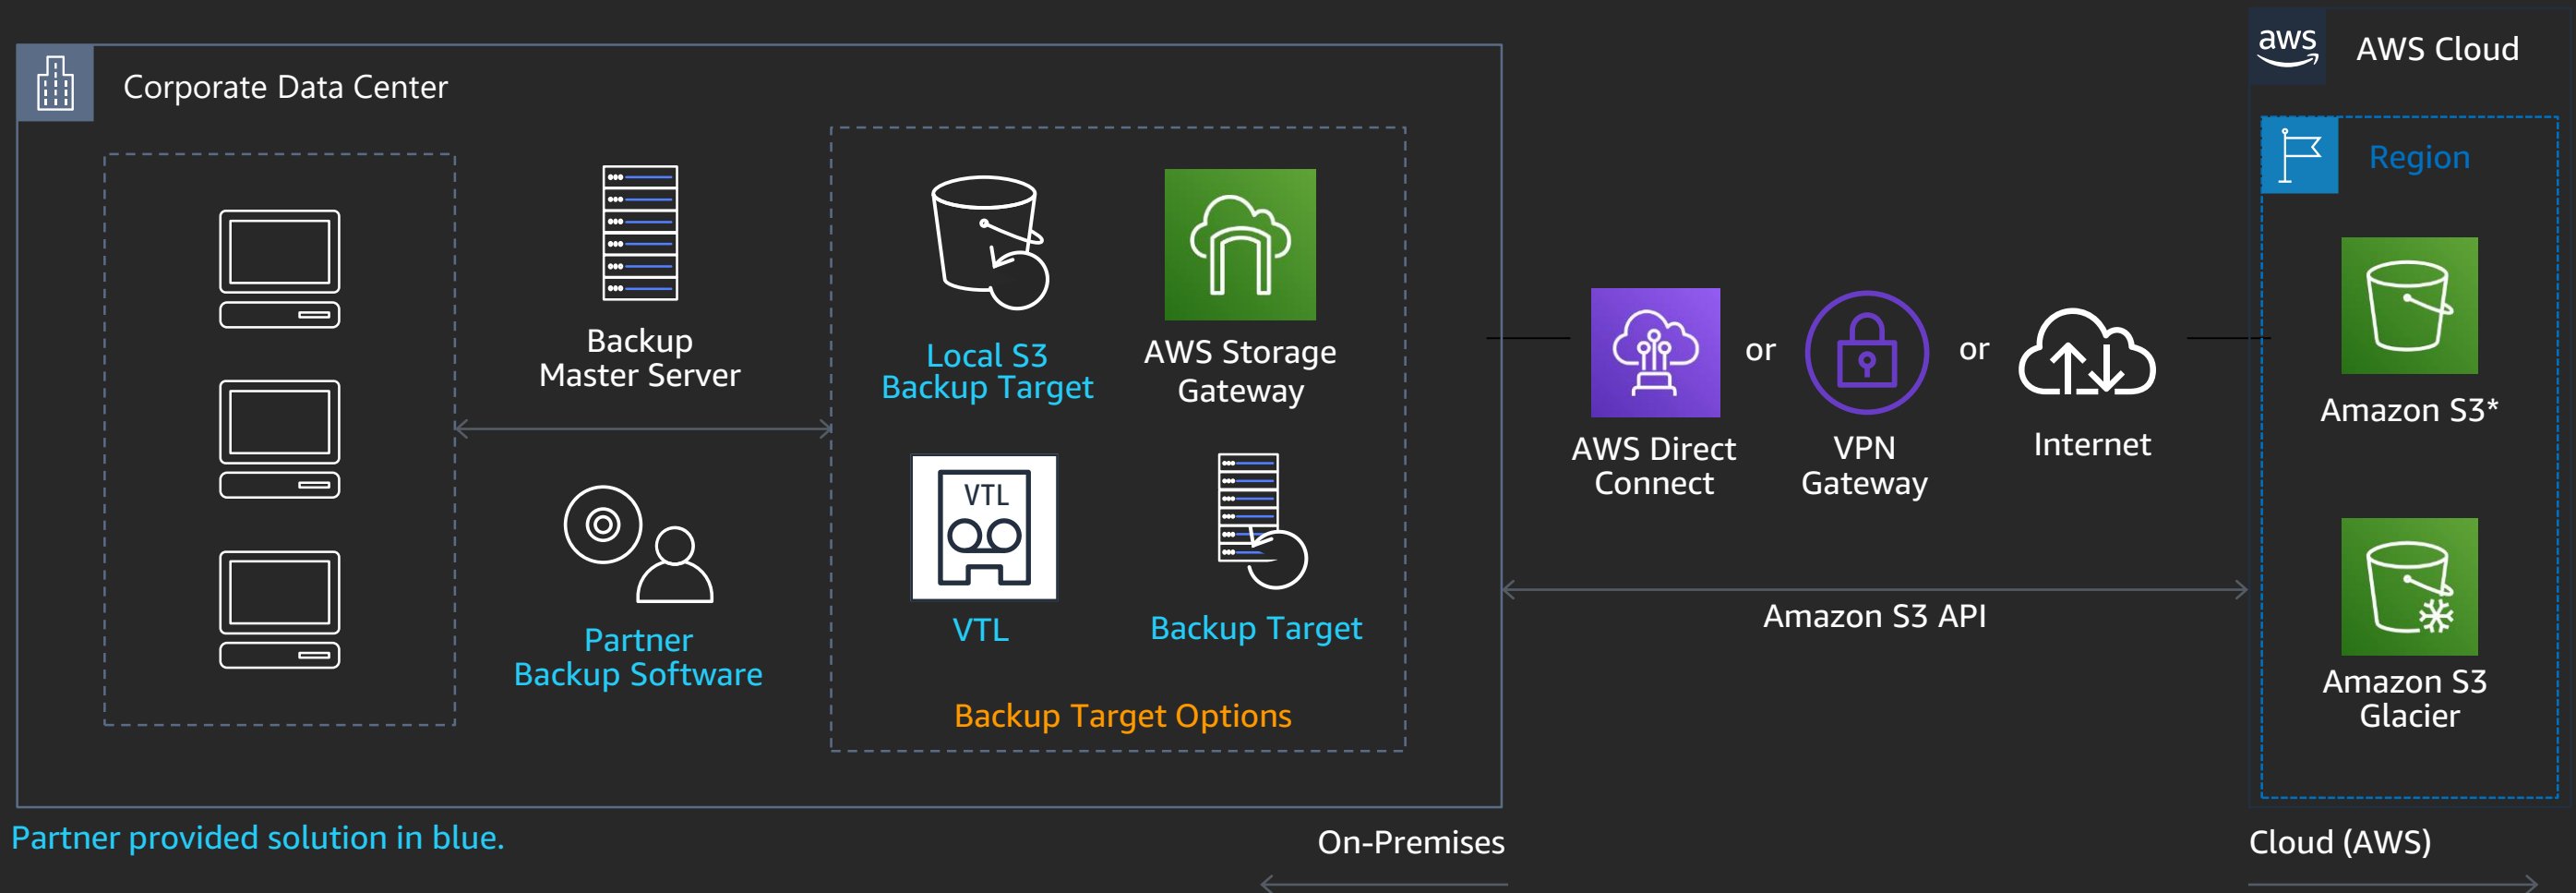 aws
AWS Cloud
Corporate Data Center
Region
Backup
Master Server
Local S3
Backup Target
AWS Storage
Gateway
Partner
Backup Software
VTL
VTL
Backup Target
Backup Target Options
AWS Direct
Connect
or
VPN
Gateway
or
Internet
Amazon S3 API
Amazon S3*
Amazon S3
Glacier
Partner provided solution in blue.
On-Premises
Cloud (AWS)